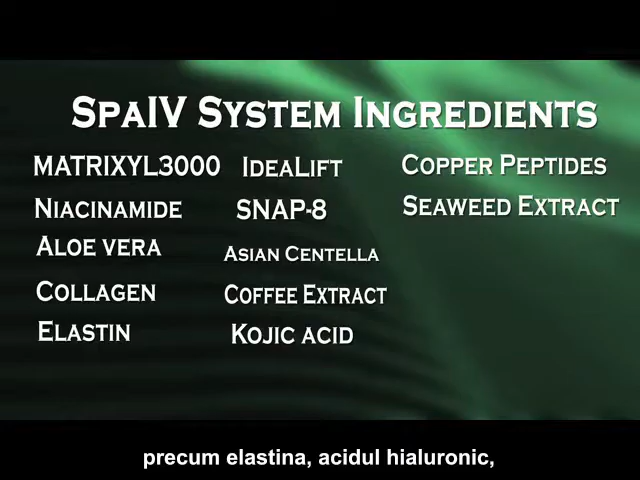 SpaIV System Ingredients
MATRIXYL3000
Niacinamide
Aloe vera
Collagen
Elastin
IdeaLift
SNAP-8
Asian Centella
Coffee Extract
Kojic acid
Copper Peptides
Seaweed Extract
precum elastina, acidul hialuronic,